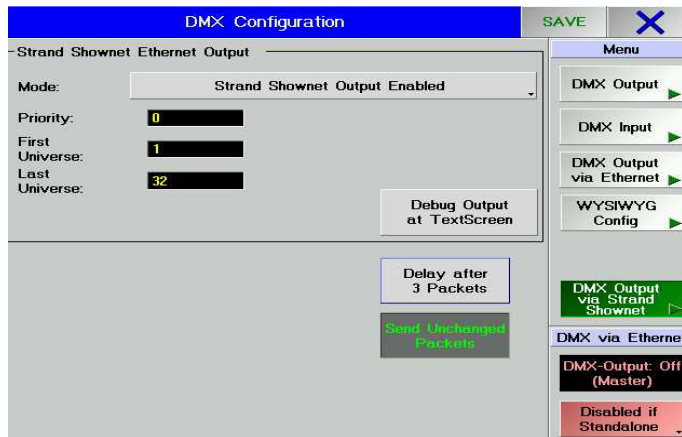 DMX Configuration
SAVE
Strand Shownet Ethernet Output
Mode:
Strand Shownet Output Enabled
Priority:
0
First
Universe:
1
Last
Universe:
32
Debug Output
at TextScreen
Delay after
3 Packets
Send Unchanged
Packets
Menu
DMX Output
DMX Input
DMX Output
via Ethernet
WYSIWYG
Config
DMX Output
via Strand
Shownet
DMX via Etherne
DMX-Output: Off
(Master)
Disabled if
Standalone